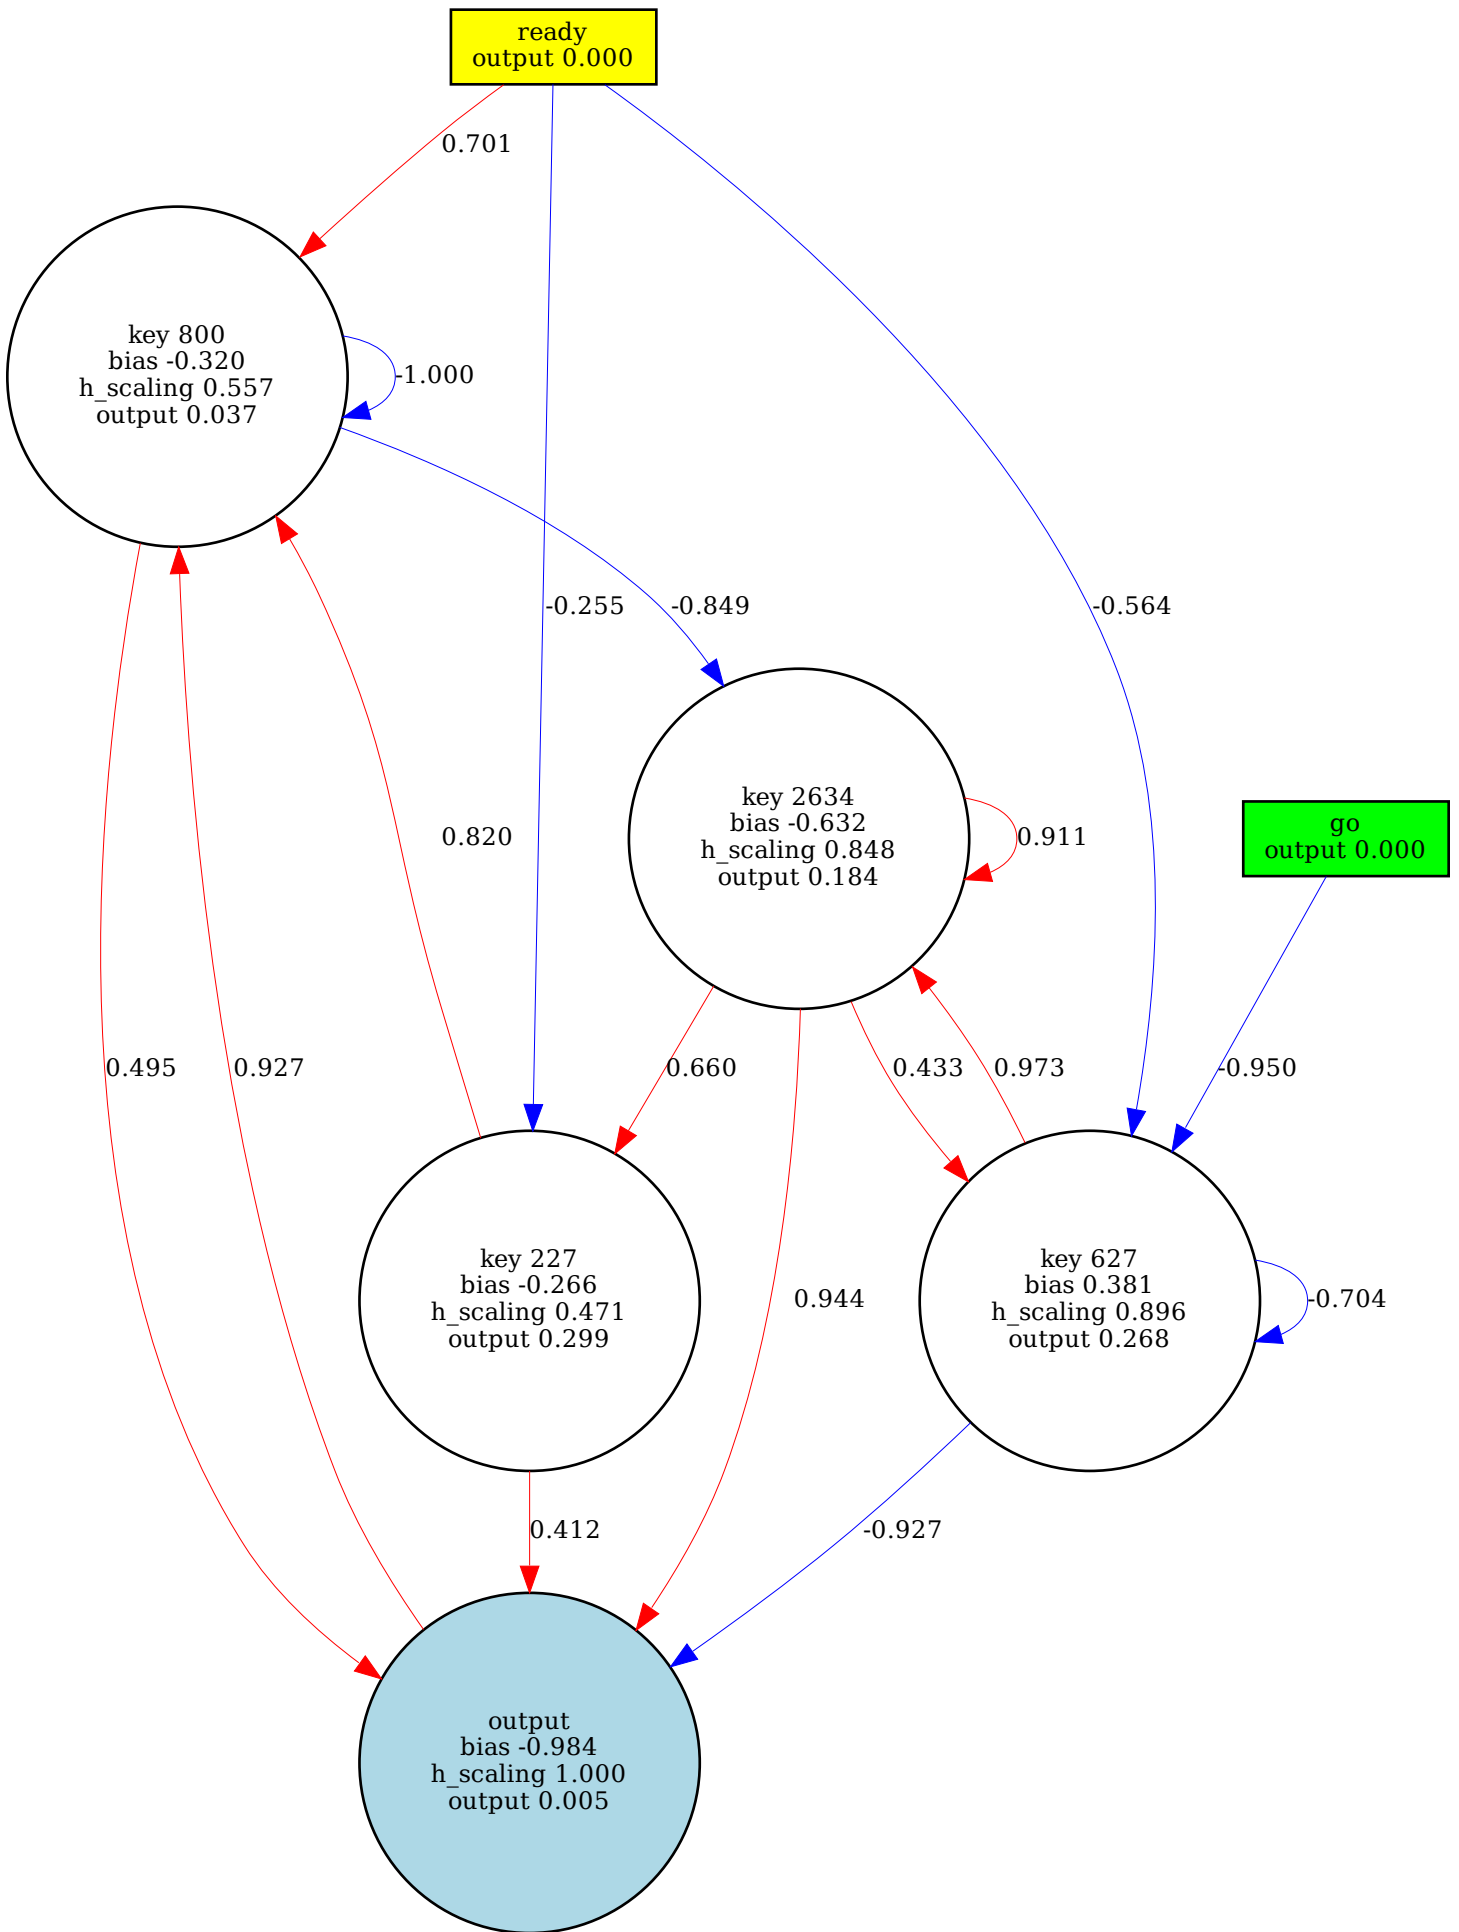 ready
output 0.000
0.701
key 800
bias -0.320
h_scaling 0.557
output 0.037
-1.000
-0.255
-0.849
-0.564
key 2634
bias -0.632
h_scaling 0.848
output 0.184
0.911
0.820
go
output 0.000
0.495
0.927
0.660
0.433
0.973
-0.950
key 227
bias -0.266
h_scaling 0.471
output 0.299
0.944
key 627
bias 0.381
h_scaling 0.896
output 0.268
-0.704
0.412
-0.927
output
bias -0.984
h_scaling 1.000
output 0.005